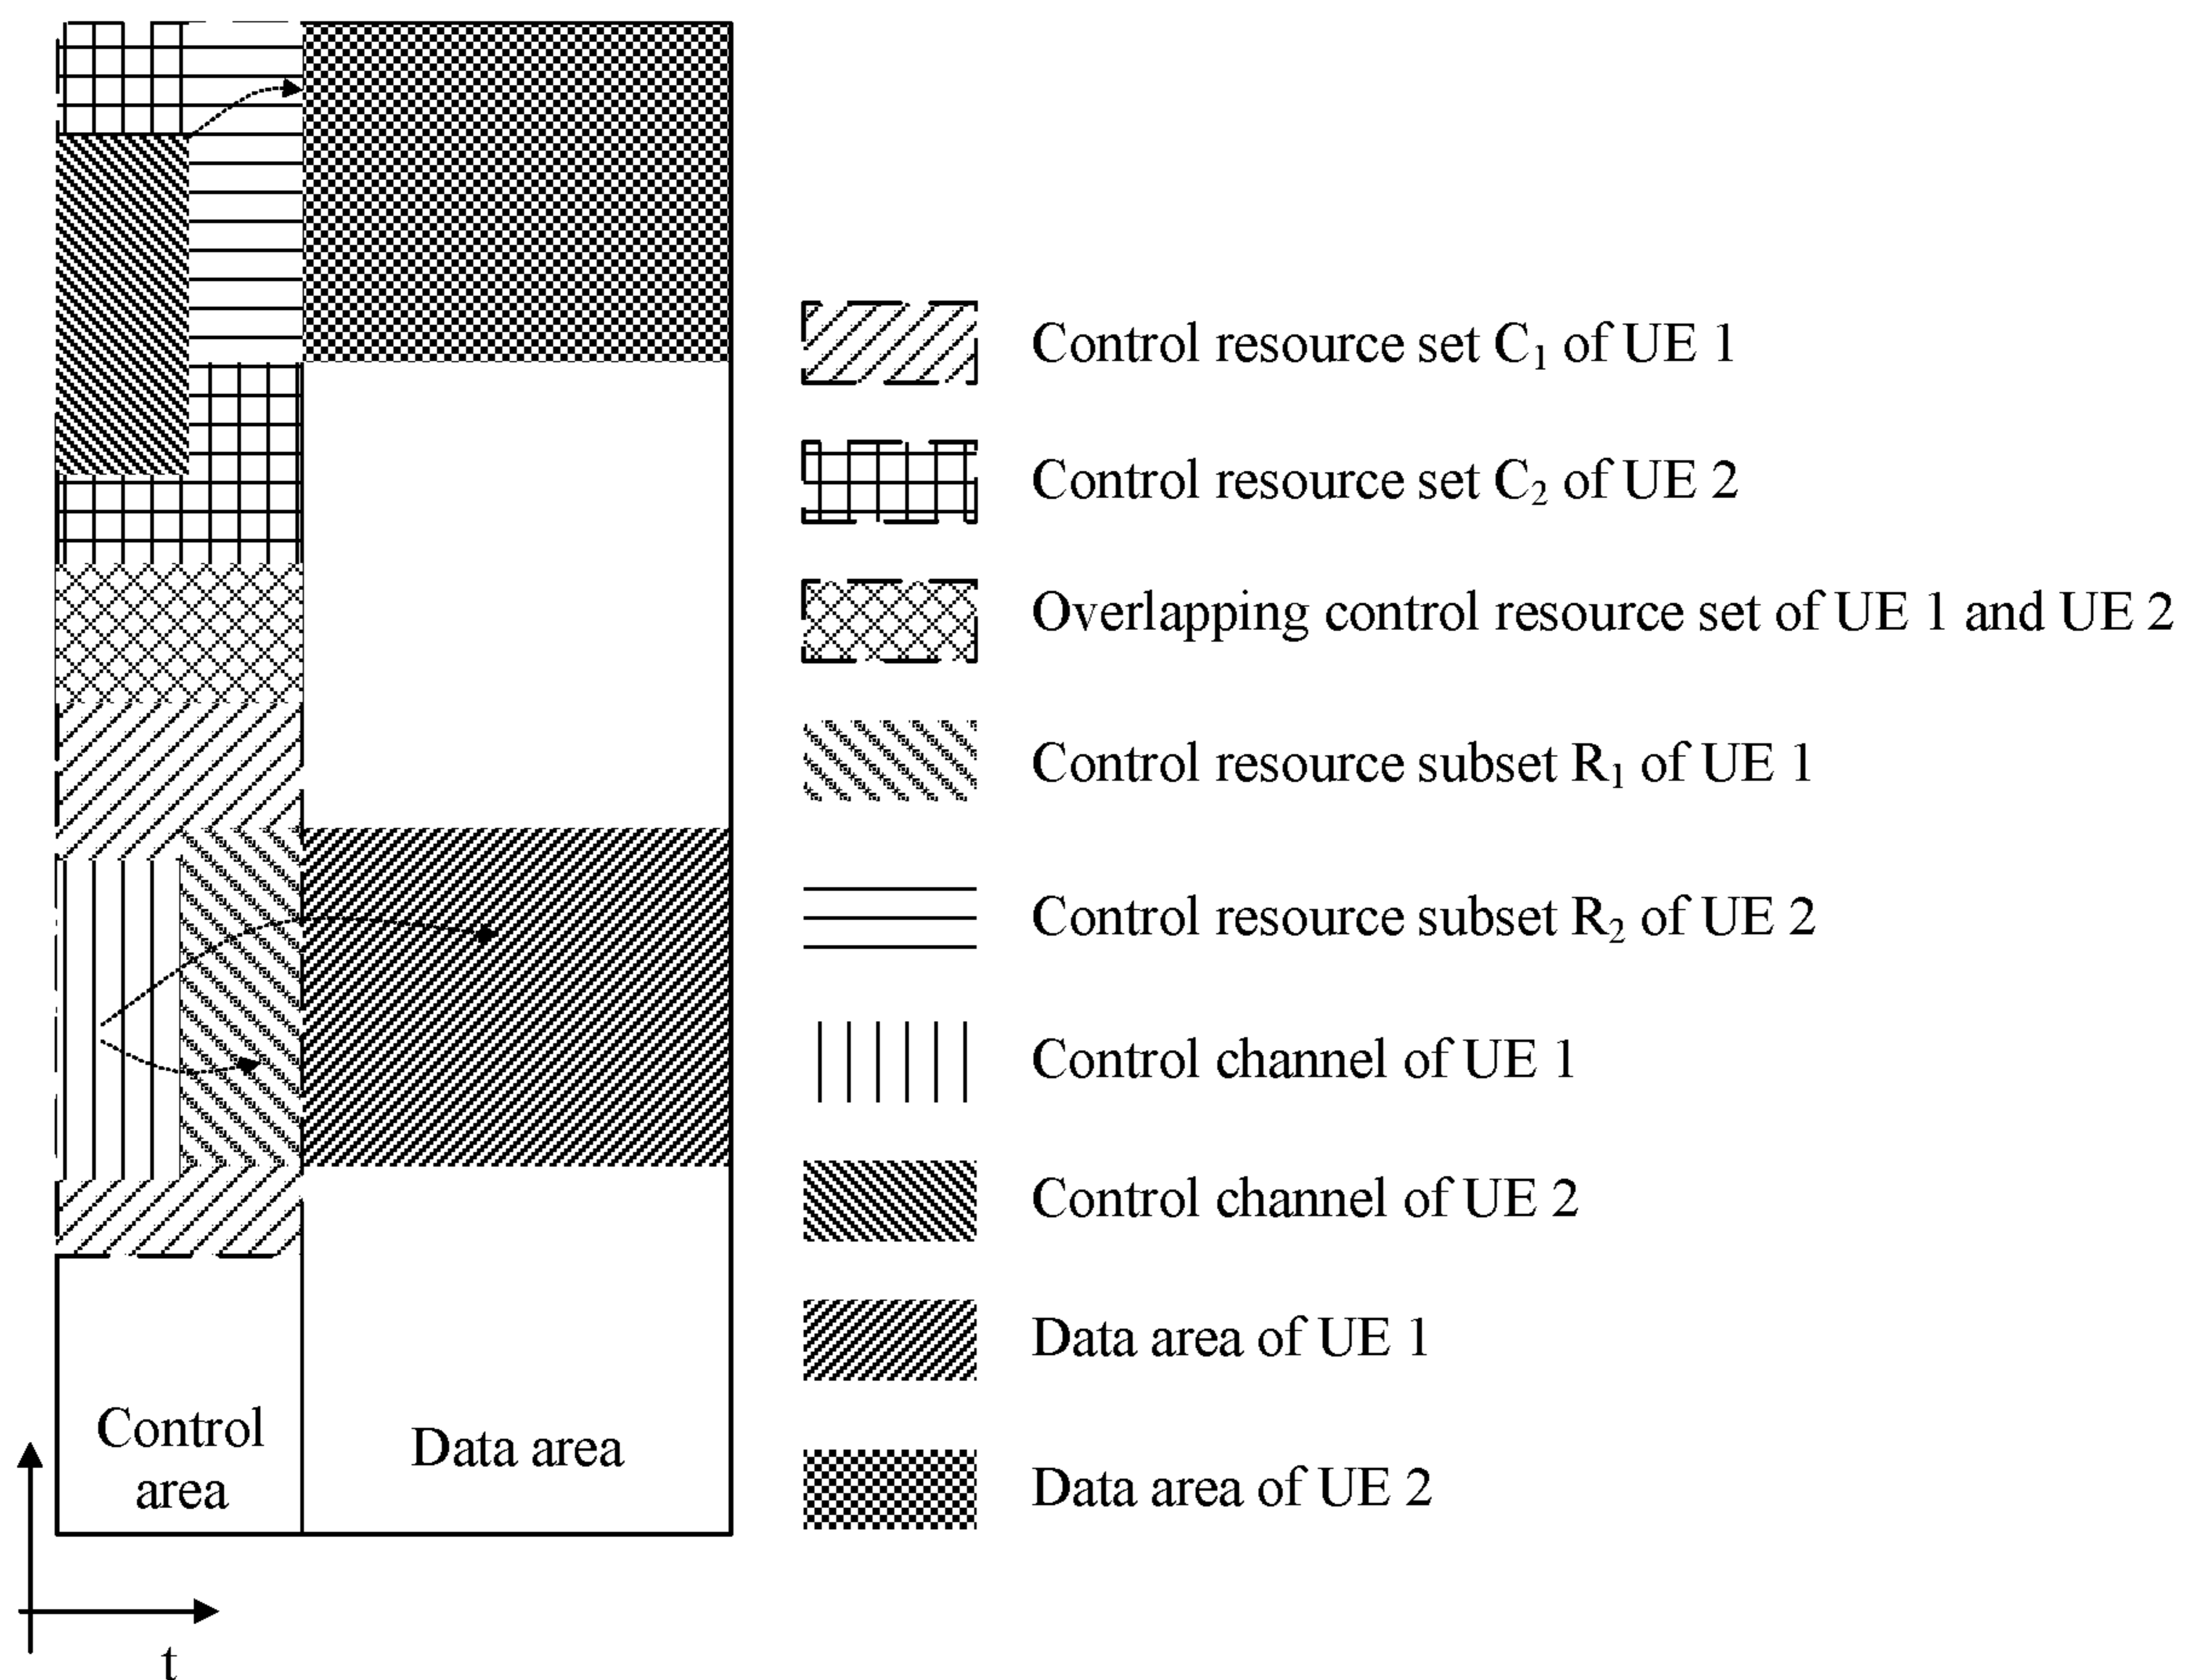 Control resource set C₁ of UE 1
Control resource set C₂ of UE 2
Overlapping control resource set of UE 1 and UE 2
Control resource subset R₁ of UE 1
Control resource subset R₂ of UE 2
Control channel of UE 1
Control channel of UE 2
Data area of UE 1
Data area of UE 2
Control
area
Data area
t